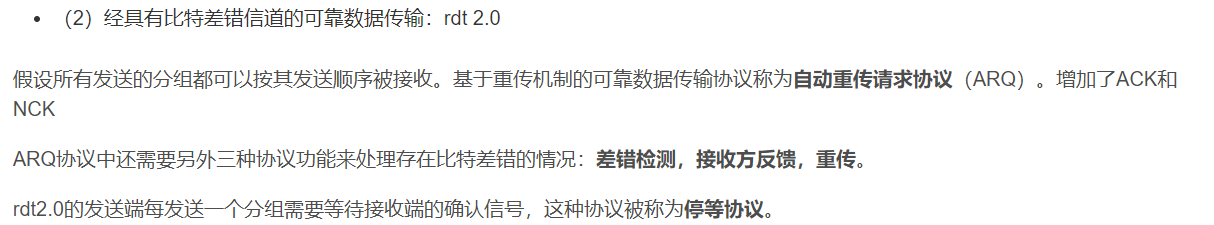 • （2）经具有比特差错信道的可靠数据传输：rdt 2.0
假设所有发送的分组都可以按其发送顺序被接收。基于重传机制的可靠数据传输协议称为自动重传请求协议（ARQ）。增加了ACK和
NCK
ARQ协议中还需要另外三种协议功能来处理存在比特差错的情况：差错检测，接收方反馈，重传。
rdt2.0的发送端每发送一个分组需要等待接收端的确认信号，这种协议被称为停等协议。